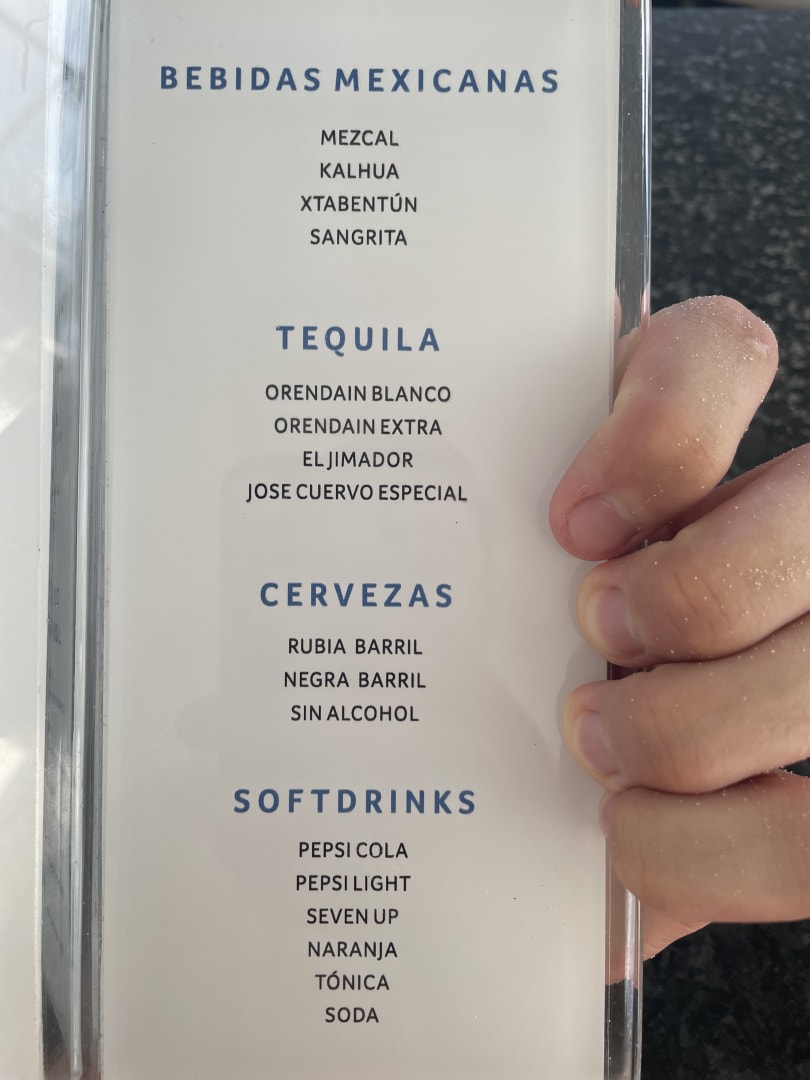 BEBIDAS MEXICANAS
MEZCAL
KALHUA
XTABENTÚN
SANGRITA
TEQUILA
ORENDAIN BLANCO
ORENDAIN EXTRA
EL JIMADOR
JOSE CUERVO ESPECIAL
CERVEZAS
RUBIA BARRIL
NEGRA BARRIL
SIN ALCOHOL
SOFTDRINKS
PEPSI COLA
PEPSI LIGHT
SEVEN UP
NARANJA
TÓNICA
SODA